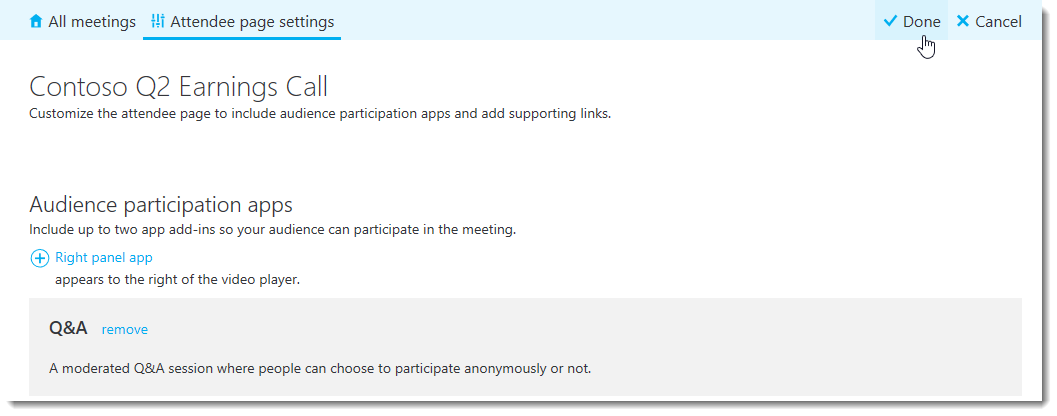 All meetings Attendee page settings Done Cancel
Contoso Q2 Earnings Call
Customize the attendee page to include audience participation apps and add supporting links.
Audience participation apps
Include up to two app add-ins so your audience can participate in the meeting.
Right panel app
appears to the right of the video player.
Q&A remove
A moderated Q&A session where people can choose to participate anonymously or not.